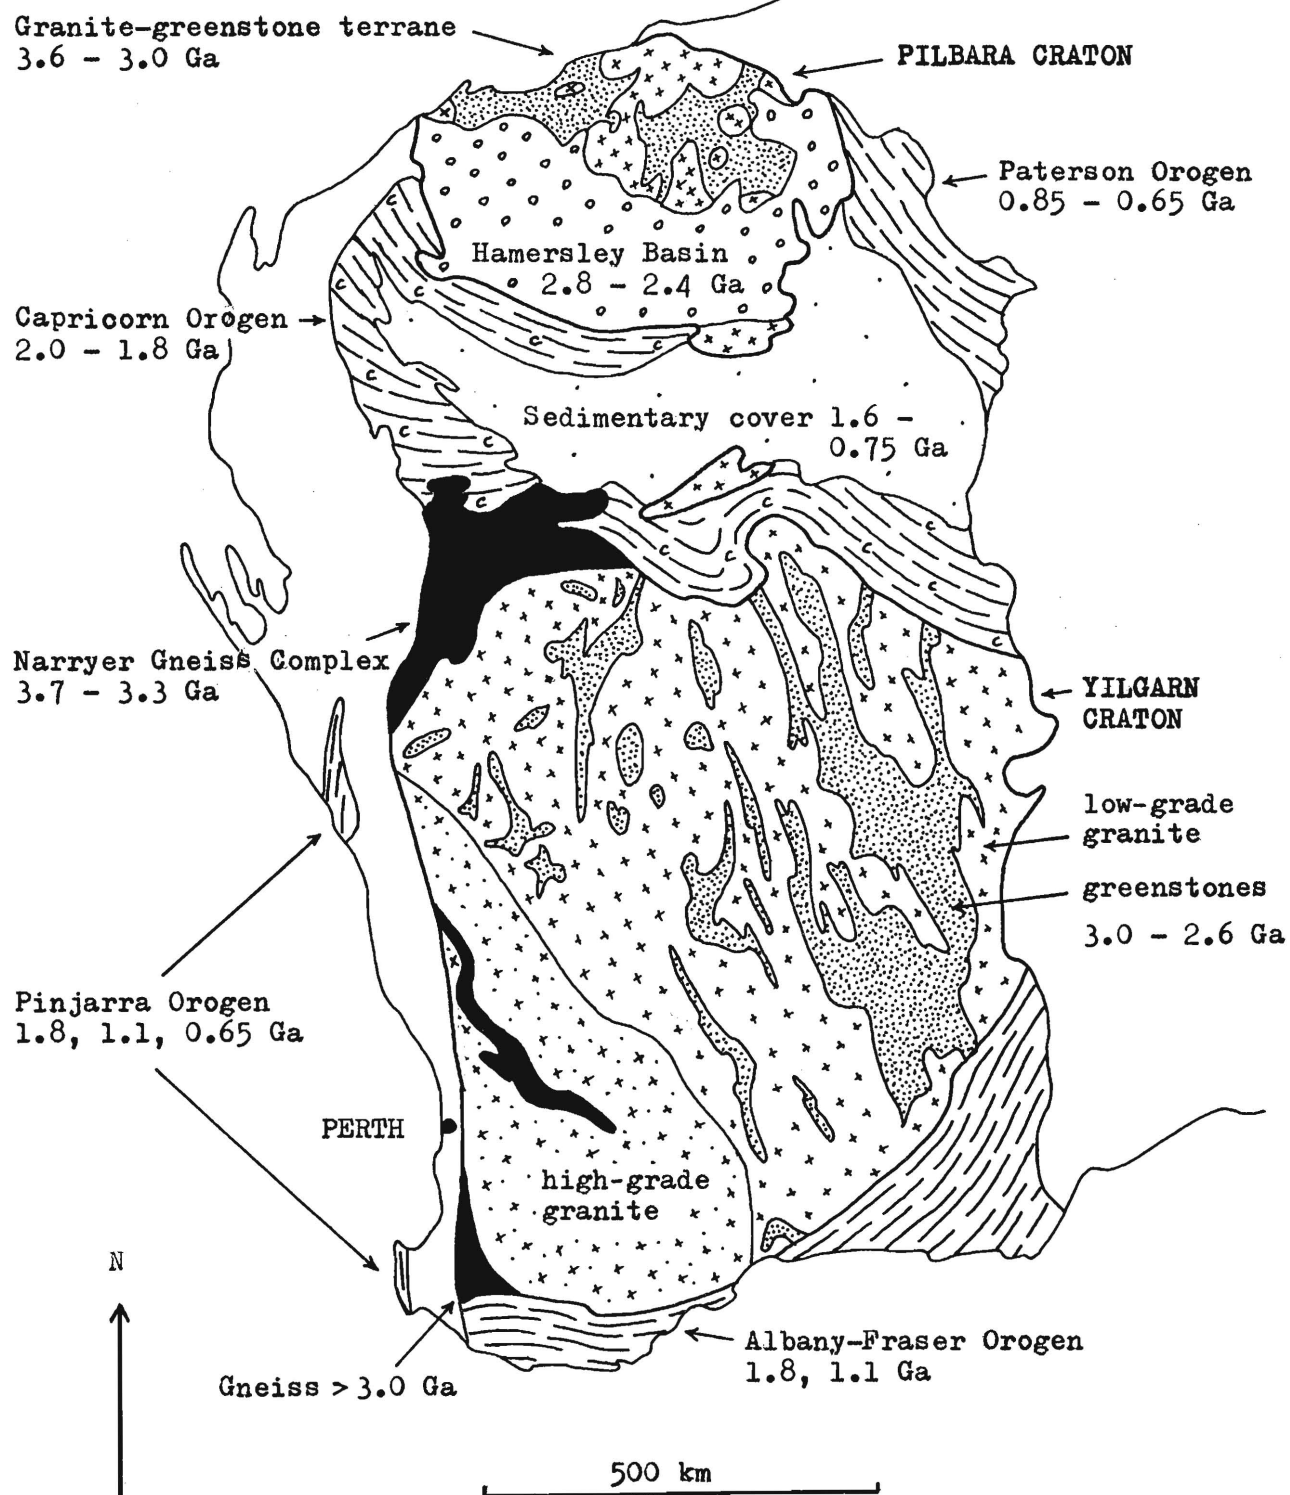 Granite-greenstone terrane
3.6 - 3.0 Ga
PILBARA CRATON
Paterson Orogen
0.85 - 0.65 Ga
Hamersley Basin
2.8 - 2.4 Ga
Capricorn Orogen
2.0 - 1.8 Ga
Sedimentary cover 1.6 -
0.75 Ga
Narryer Gneiss Complex
3.7 - 3.3 Ga
YILGARN
CRATON
low-grade
granite
greenstones
3.0 - 2.6 Ga
Pinjarra Orogen
1.8, 1.1, 0.65 Ga
PERTH
high-grade
granite
N
Albany-Fraser Orogen
1.8, 1.1 Ga
Gneiss > 3.0 Ga
500 km